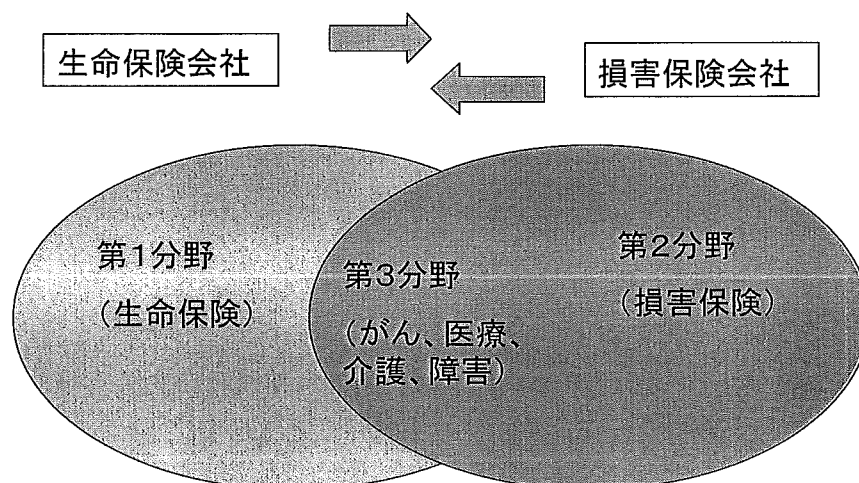 生命保険会社
損害保険会社
第1分野
(生命保険)
第3分野
(がん、医療、
介護、障害)
第2分野
(損害保険)